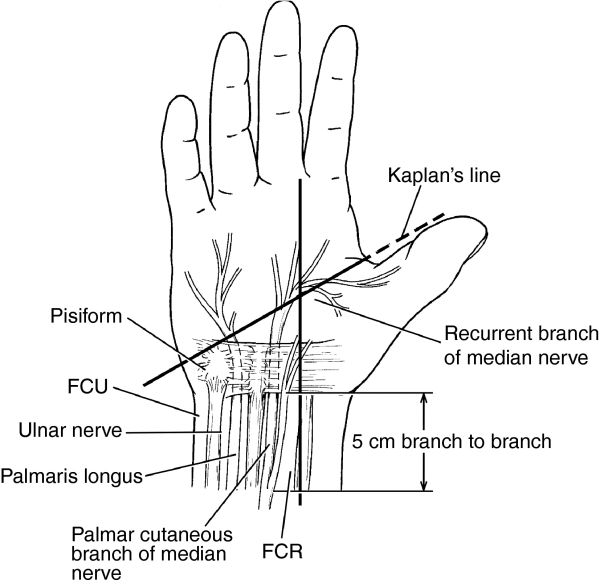 Kaplan’s line
Pisiform
Recurrent branch
of median nerve
FCU
Ulnar nerve
5 cm branch to branch
Palmaris longus
Palmar cutaneous
branch of median
nerve
FCR